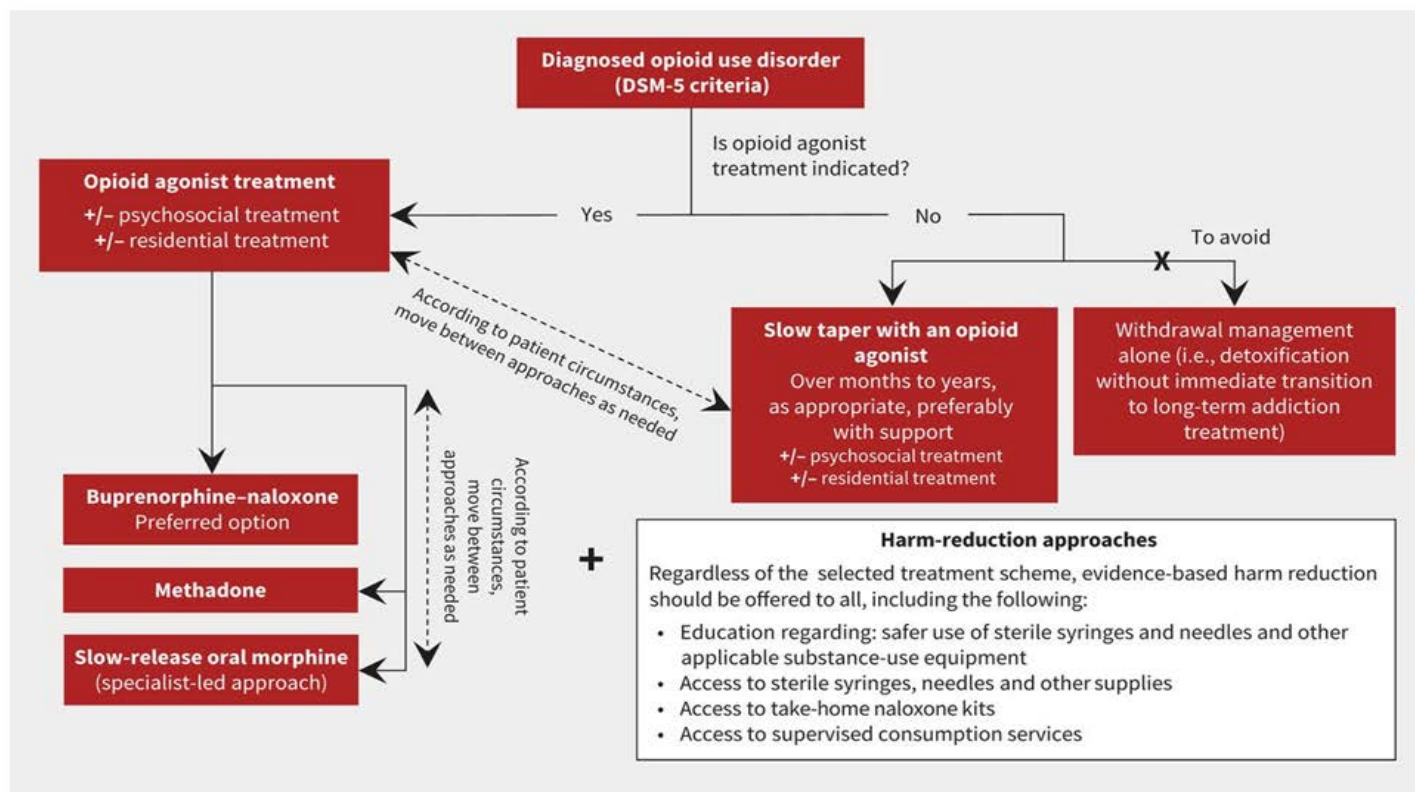 Diagnosed opioid use disorder
(DSM-5 criteria)
Is opioid agonist
treatment indicated?
Opioid agonist treatment
+/– psychosocial treatment
+/– residential treatment
Yes
No
To avoid
X
According to patient circumstances,
move between approaches as needed
Slow taper with an opioid
agonist
Over months to years,
as appropriate, preferably
with support
+/– psychosocial treatment
+/– residential treatment
Withdrawal management
alone (i.e., detoxification
without immediate transition
to long-term addiction
treatment)
According to patient
circumstances,
move between
approaches as needed
Buprenorphine–naloxone
Preferred option
Methadone
Slow-release oral morphine
(specialist-led approach)
+
Harm-reduction approaches
Regardless of the selected treatment scheme, evidence-based harm reduction
should be offered to all, including the following:
• Education regarding: safer use of sterile syringes and needles and other
applicable substance-use equipment
• Access to sterile syringes, needles and other supplies
• Access to take-home naloxone kits
• Access to supervised consumption services